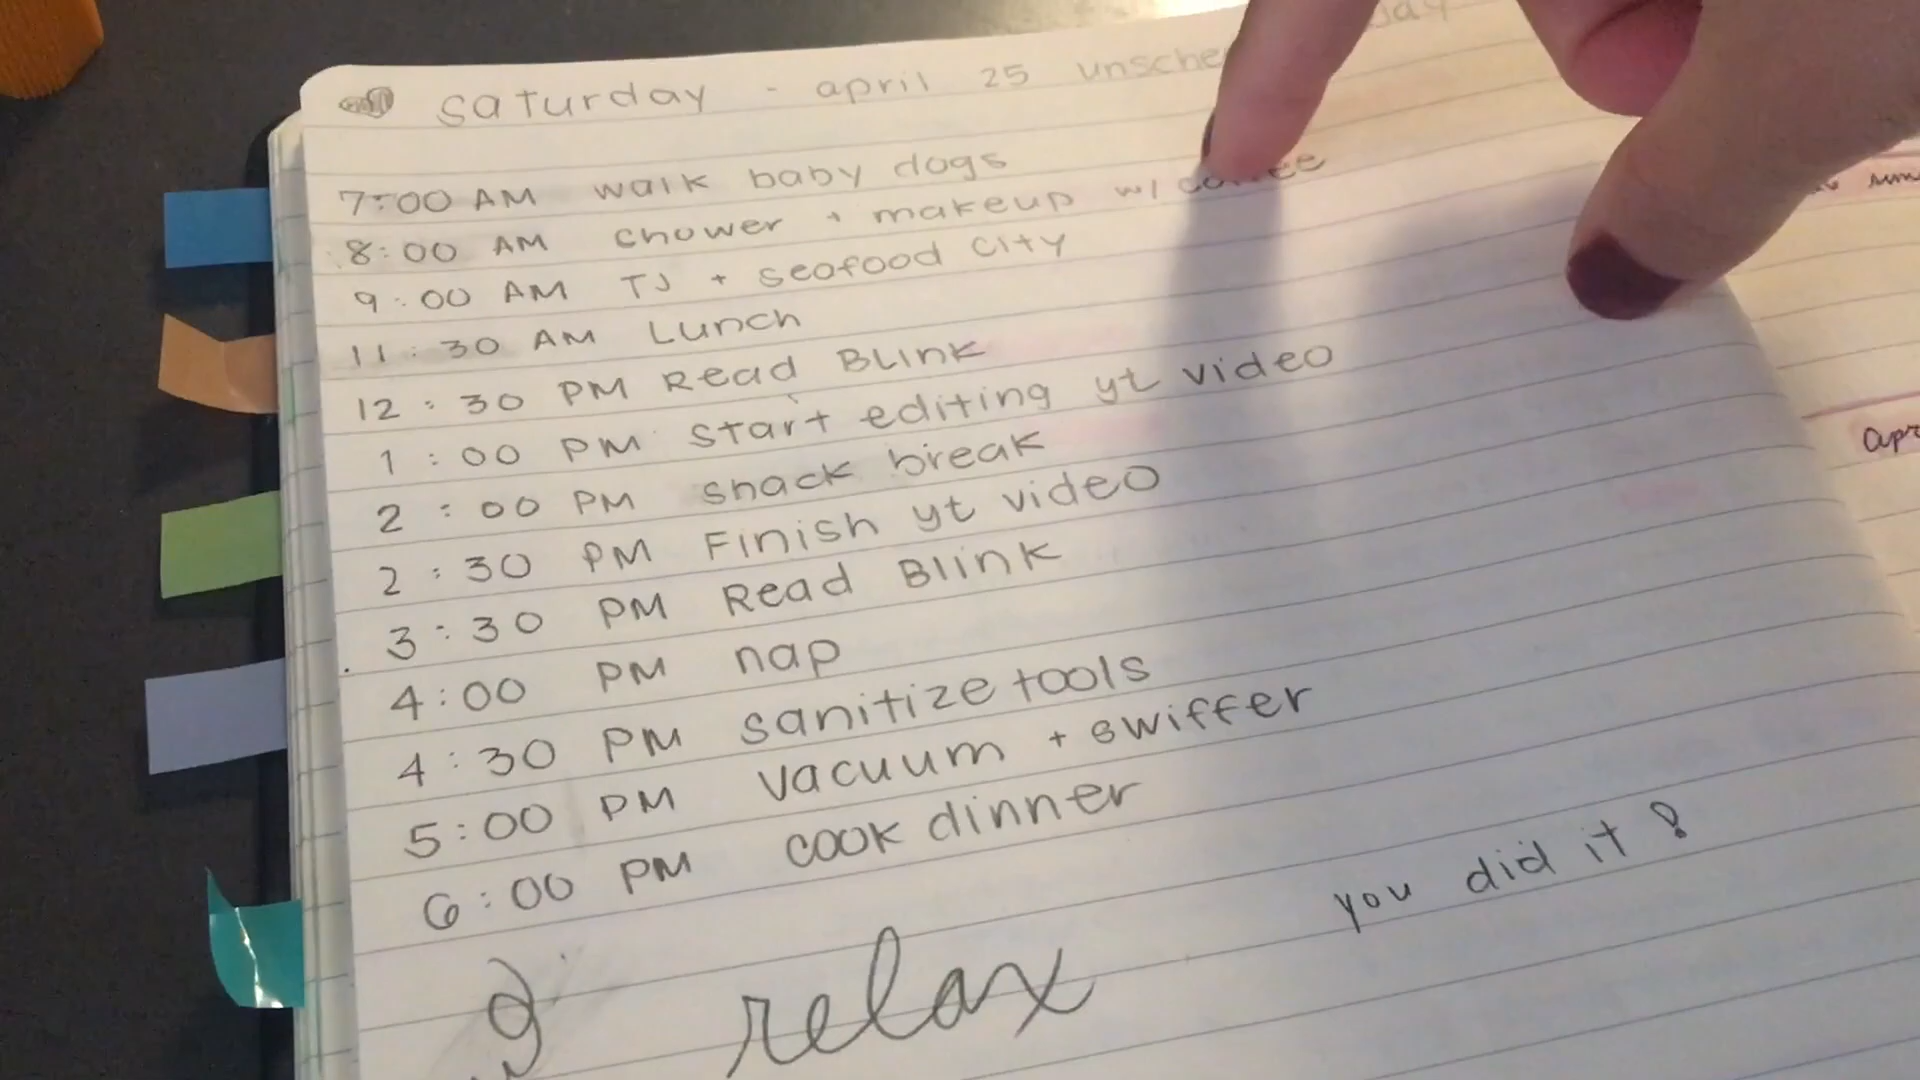 saturday - april 25
7:00 AM walk baby dogs
8:00 AM shower + makeup w/
9:00 AM TJ + seafood city
11:30 AM Lunch
12:30 PM Read Blink
1:00 PM start editing yt video
2:00 PM snack break
2:30 PM Finish yt video
3:30 PM Read Blink
4:00 PM nap
4:30 PM sanitize tools
5:00 PM vacuum + swiffer
6:00 PM cook dinner
you did it!
relax